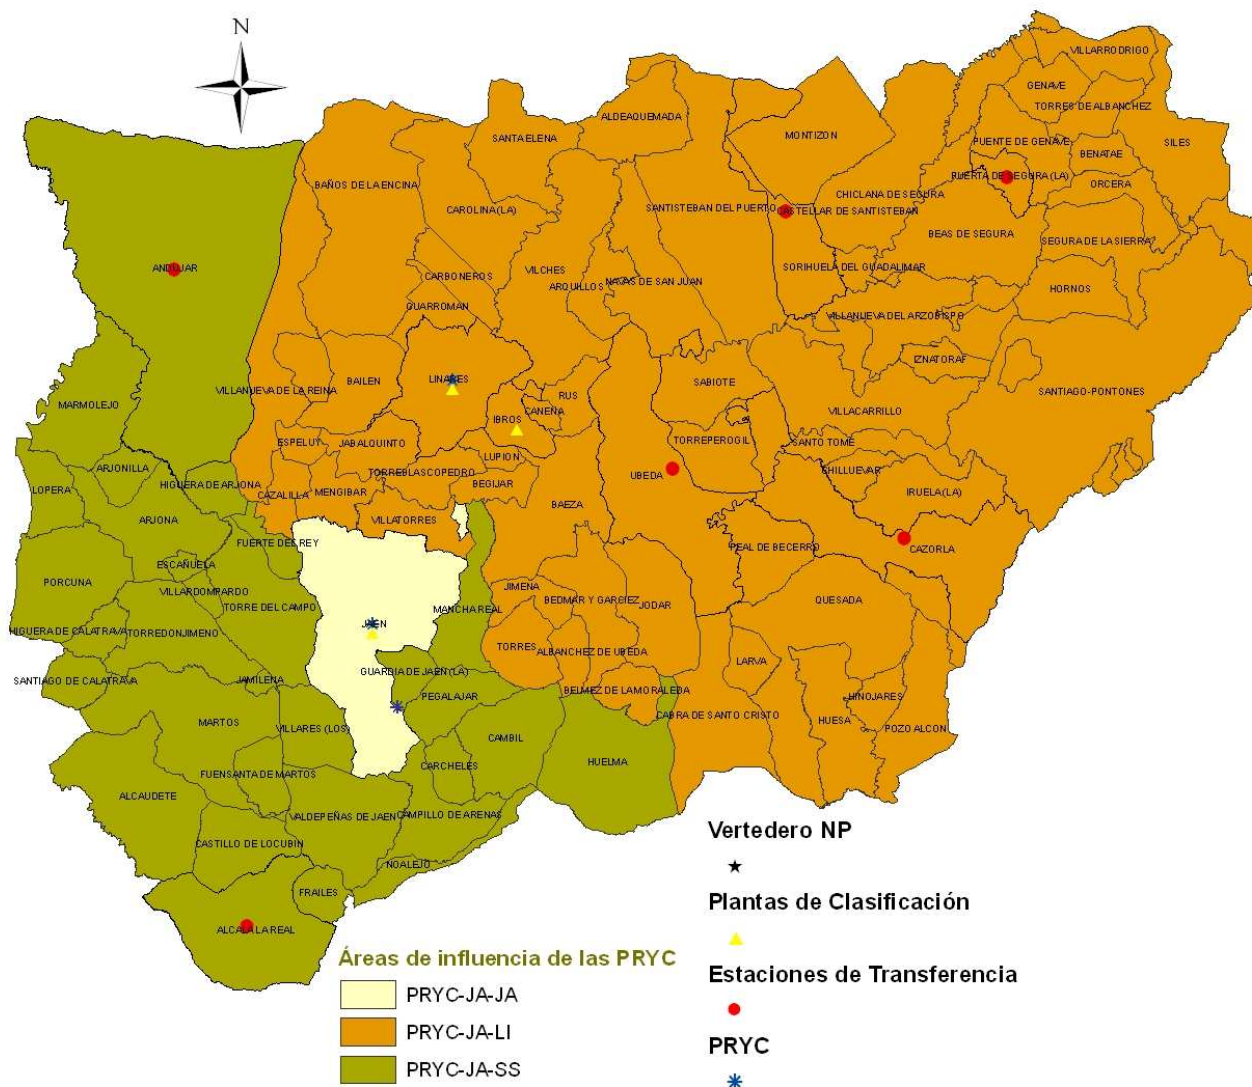 N
VILLARRODRIGO
GENAVE
TORRES DE ALBANCHEZ
SANTA ELENA
ALDEAQUEMADA
MONTIZON
PUENTE DE GENAVE
BENATAE
SILES
PUERTA DE SEGURA (LA)
ORCERA
BAÑOS DE LA ENCINA
CHICLANA DE SEGURA
CAROLINA (LA)
SANTISTEBAN DEL PUERTO
CASTELLAR DE SANTISTEBAN
BEAS DE SEGURA
SEGURA DE LA SIERRA
ANDUJAR
VILCHES
SORIHUELA DEL GUADALIMAR
CARBONEROS
ARQUILLOS
NAVAS DE SAN JUAN
HORNOS
GUARROMAN
VILLANUEVA DEL ARZOBISPO
IZNATORAF
BAILEN
LINARES
SABIOTE
VILLANUEVA DE LA REINA
SANTIAGO-PONTONES
RUS
MARMOLEJO
CANENA
VILLACARRILLO
IBROS
ESPELUY
JABALQUINTO
TORREPEROGIL
SANTO TOME
LUPION
ARJONILLA
TORREBLASCOPEDRO
CHILLUEVAR
UBEDA
LOPERA
HIGUERA DE ARJONA
BEGIJAR
CAZALILLA
MENGIBAR
IRUELA (LA)
BAEZA
ARJONA
VILLATORRES
FUERTE DEL REY
PEAL DE BECERRO
CAZORLA
ESCAÑUELA
PORCUNA
VILLARDOMPARDO
JIMENA
BEDMAR Y GARCIEZ
QUESADA
JODAR
TORRE DEL CAMPO
MANCHA REAL
JAEN
HIGUERA DE CALATRAVA
TORREDONJIMENO
TORRES
ALBANCHEZ DE UBEDA
LARVA
GUARDIA DE JAEN (LA)
SANTIAGO DE CALATRAVA
JAMILENA
BELMEZ DE LA MORALEDA
PEGALAJAR
HINOJARES
CABRA DE SANTO CRISTO
HUESA
MARTOS
VILLARES (LOS)
POZO ALCON
CAMBIL
HUELMA
CARCHELES
FUENSANTA DE MARTOS
ALCAUDETE
VALDEPEÑAS DE JAEN
CAMPILLO DE ARENAS
CASTILLO DE LOCUBIN
NOALEJO
FRAILES
ALCALA LA REAL
Áreas de influencia de las PRYC
PRYC-JA-JA
PRYC-JA-LI
PRYC-JA-SS
Vertedero NP
Plantas de Clasificación
Estaciones de Transferencia
PRYC